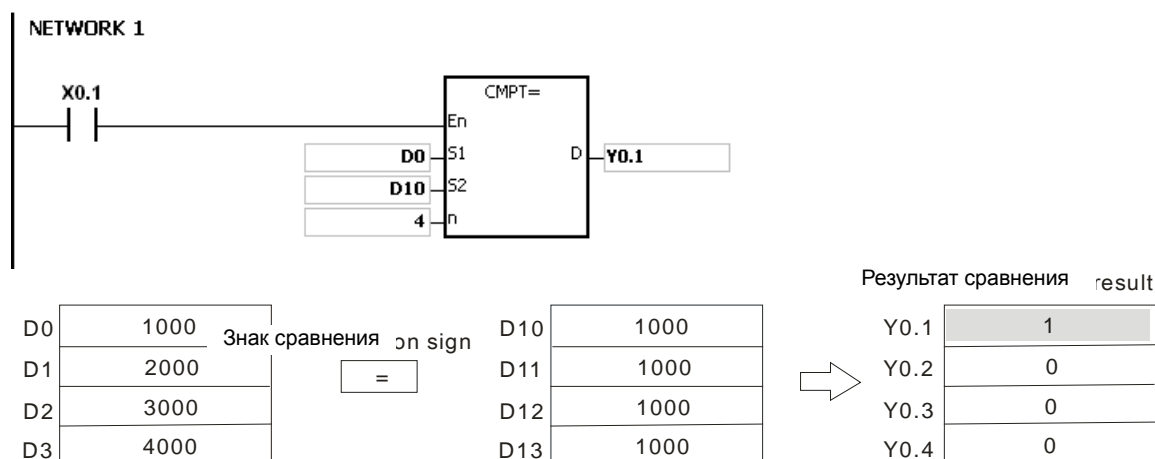 NETWORK 1
X0.1
CMPT=
En
D0 S1 D Y0.1
D10 S2
4 n
Результат сравнения result
D0 1000 Знак сравнения on sign D10 1000 Y0.1 1
D1 2000 = D11 1000 Y0.2 0
D2 3000 D12 1000 Y0.3 0
D3 4000 D13 1000 Y0.4 0